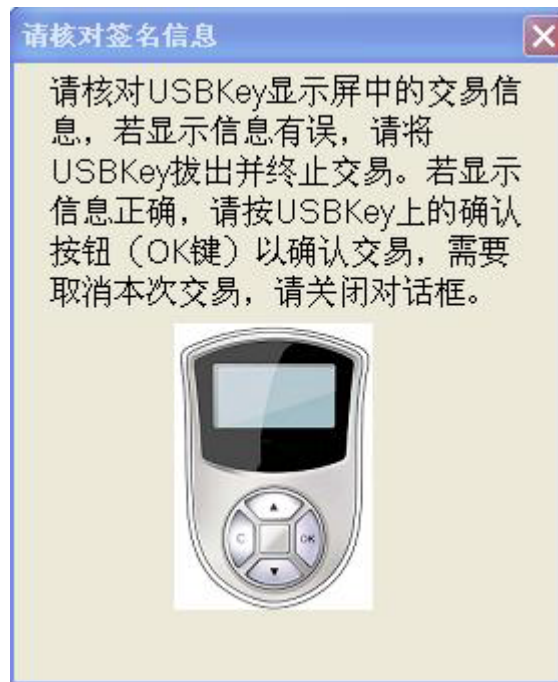 请核对签名信息
请核对USBKey显示屏中的交易信
息，若显示信息有误，请将
USBKey拔出并终止交易。若显示
信息正确，请按USBKey上的确认
按钮（OK键）以确认交易，需要
取消本次交易，请关闭对话框。
C
OK